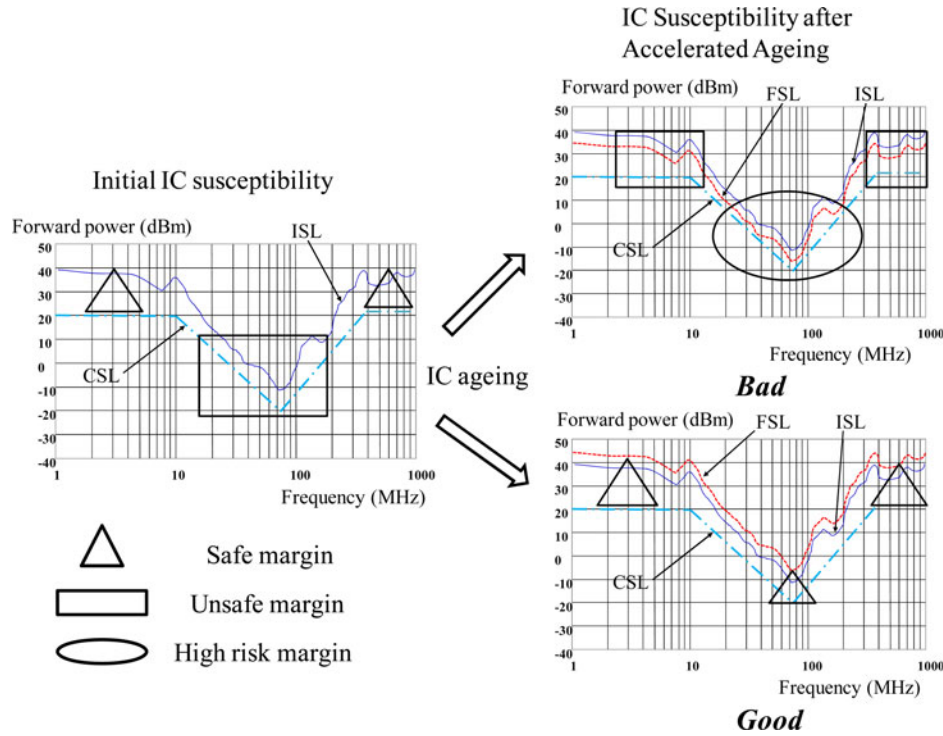 IC Susceptibility after
Accelerated Ageing
Forward power (dBm)
FSL
ISL
50
40
30
20
10
0
-10
-20
-30
-40
CSL
1
10
100
1000
Frequency (MHz)
Bad
Initial IC susceptibility
Forward power (dBm)
ISL
50
40
30
20
10
0
-10
-20
-30
-40
CSL
1
10
100
1000
Frequency (MHz)
IC ageing
Forward power (dBm)
FSL
ISL
50
40
30
20
10
0
-10
-20
-30
-40
CSL
1
10
100
1000
Frequency (MHz)
Good
Safe margin
Unsafe margin
High risk margin